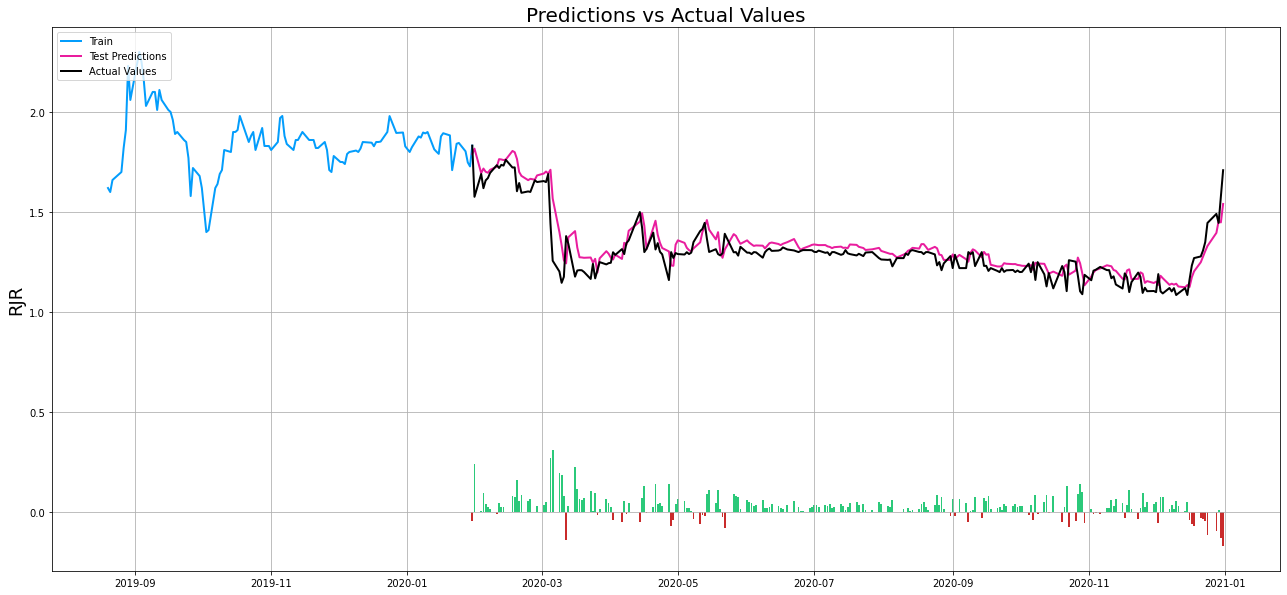 Predictions vs Actual Values
Train
Test Predictions
Actual Values
RJR
2.0
1.5
1.0
0.5
0.0
2019-09
2019-11
2020-01
2020-03
2020-05
2020-07
2020-09
2020-11
2021-01